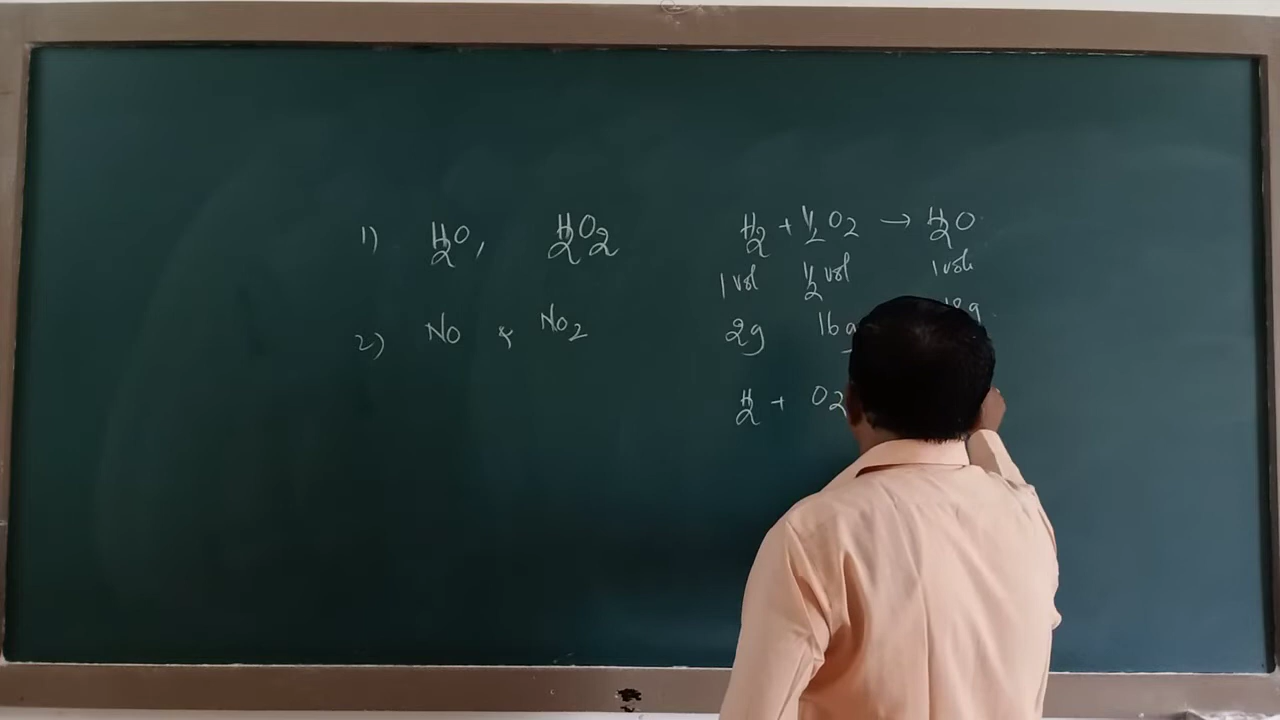 1) H2O, H2O2
2) NO & NO2
H2 + 1/2 O2 → H2O
1 vol 1/2 vol 1 vol
2g 16g 18g
H2 + O2